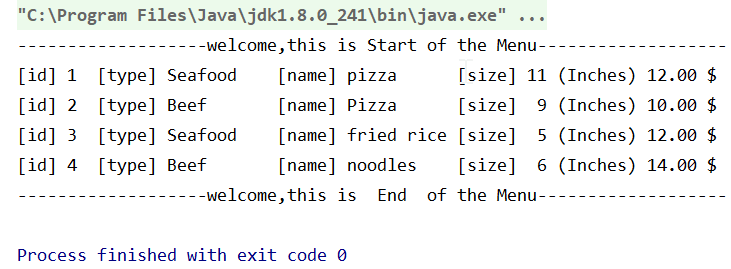 "C:\Program Files\Java\jdk1.8.0_241\bin\java.exe" ...
-------------------welcome,this is Start of the Menu-------------------
[id] 1  [type] Seafood    [name] pizza      [size] 11 (Inches) 12.00 $
[id] 2  [type] Beef       [name] Pizza      [size]  9 (Inches) 10.00 $
[id] 3  [type] Seafood    [name] fried rice [size]  5 (Inches) 12.00 $
[id] 4  [type] Beef       [name] noodles    [size]  6 (Inches) 14.00 $
-------------------welcome,this is  End  of the Menu-------------------
Process finished with exit code 0